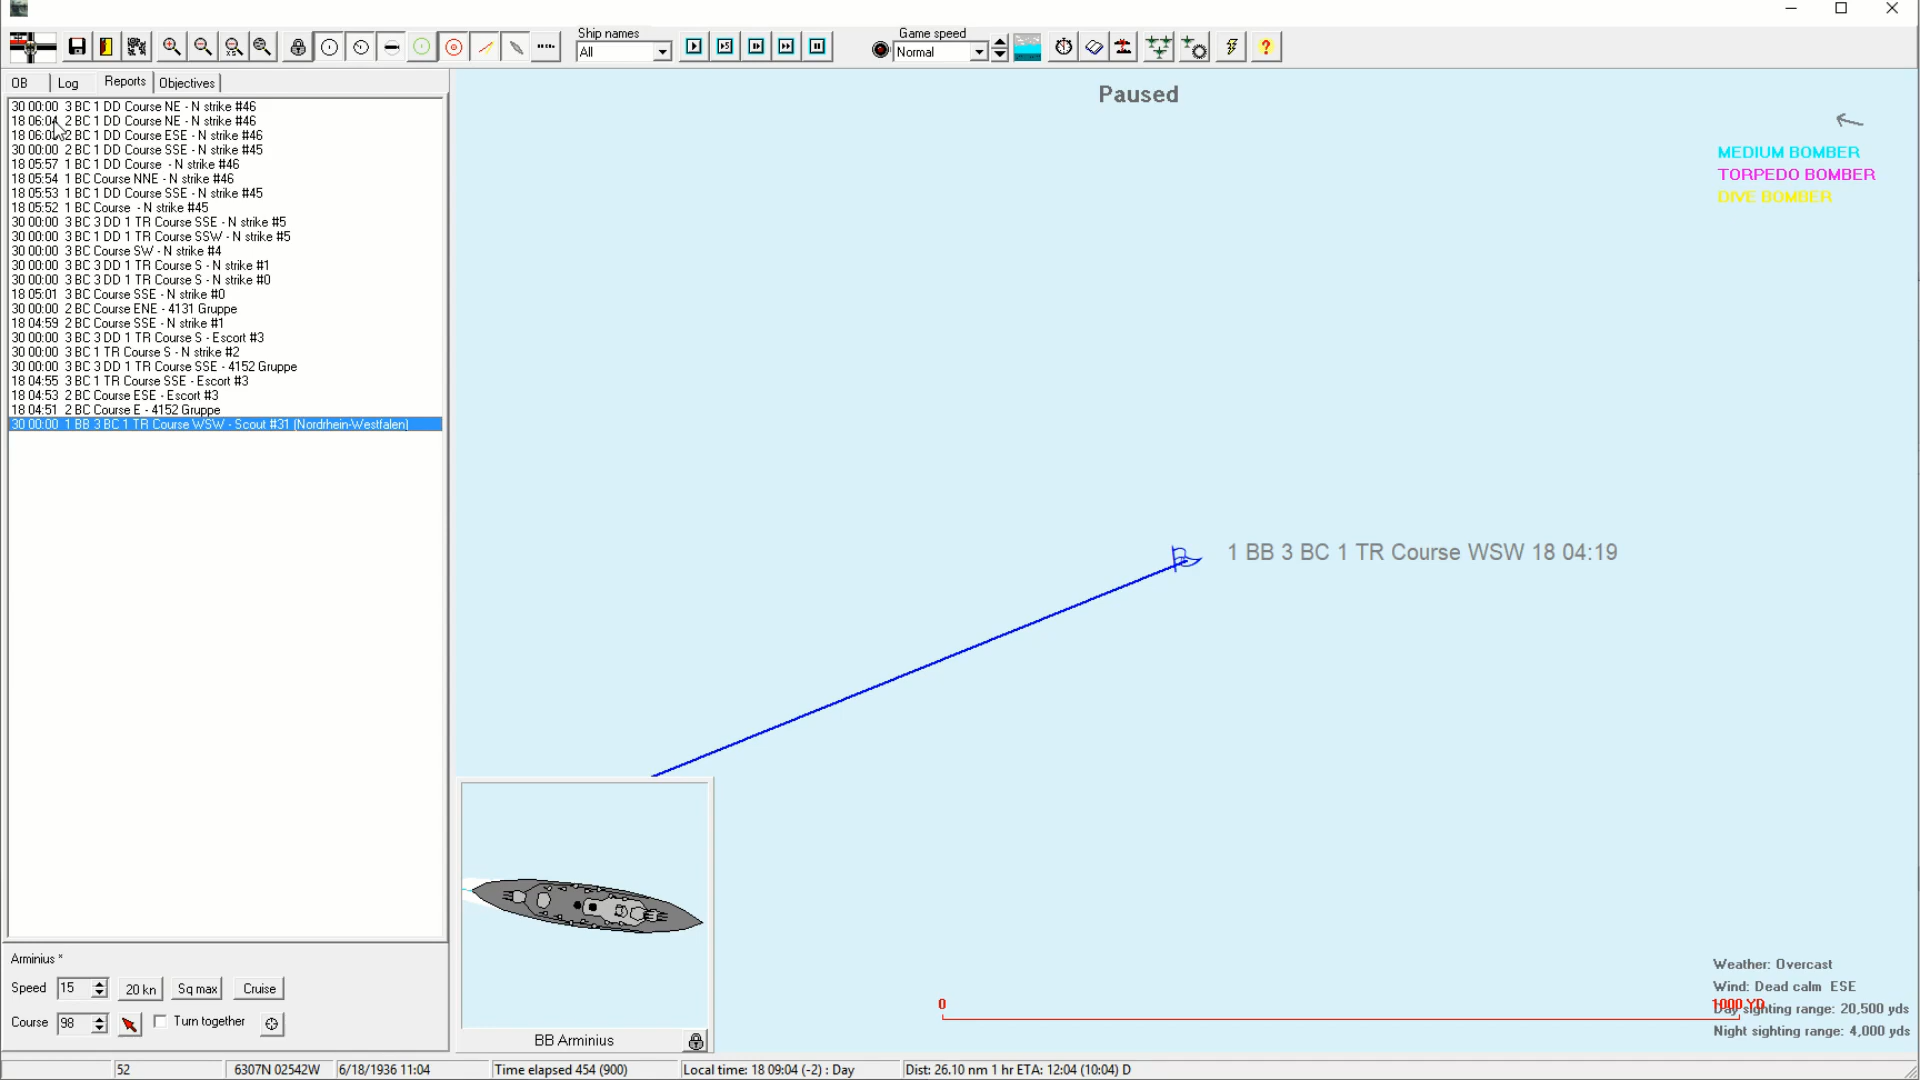 Ship names
All
Game speed
Normal
OB
Log
Reports
Objectives
30 00:00 3 BC 1 DD Course NE - N strike #46
18 06:04 2 BC 1 DD Course NE - N strike #46
18 06:0 2 BC 1 DD Course ESE - N strike #46
30 00:00 2 BC 1 DD Course SSE - N strike #45
18 05:57 1 BC 1 DD Course - N strike #46
18 05:54 1 BC Course NNE - N strike #46
18 05:53 1 BC 1 DD Course SSE - N strike #45
18 05:52 1 BC Course - N strike #45
30 00:00 3 BC 3 DD 1 TR Course SSE - N strike #5
30 00:00 3 BC 1 DD 1 TR Course SSW - N strike #5
30 00:00 3 BC Course SW - N strike #4
30 00:00 3 BC 3 DD 1 TR Course S - N strike #1
30 00:00 3 BC 3 DD 1 TR Course S - N strike #0
18 05:01 3 BC Course SSE - N strike #0
30 00:00 2 BC Course ENE - 4131 Gruppe
18 04:59 2 BC Course SSE - N strike #1
30 00:00 3 BC 3 DD 1 TR Course S - Escort #3
30 00:00 3 BC 1 TR Course S - N strike #2
30 00:00 3 BC 3 DD 1 TR Course SSE - 4152 Gruppe
18 04:55 3 BC 1 TR Course SSE - Escort #3
18 04:53 2 BC Course ESE - Escort #3
18 04:51 2 BC Course E - 4152 Gruppe
30 00:00 1 BB 3 BC 1 TR Course WSW - Scout #31 (Nordrhein-Westfalen)
Paused
MEDIUM BOMBER
TORPEDO BOMBER
DIVE BOMBER
1 BB 3 BC 1 TR Course WSW 18 04:19
Arminius *
Speed 15 20 kn Sq max Cruise
Course 98 Turn together
BB Arminius
0
1000 YD
Weather: Overcast
Wind: Dead calm ESE
Day sighting range: 20,500 yds
Night sighting range: 4,000 yds
52
6307N 02542W
6/18/1936 11:04
Time elapsed 454 (900)
Local time: 18 09:04 (-2) : Day
Dist: 26.10 nm 1 hr ETA: 12:04 (10:04) D